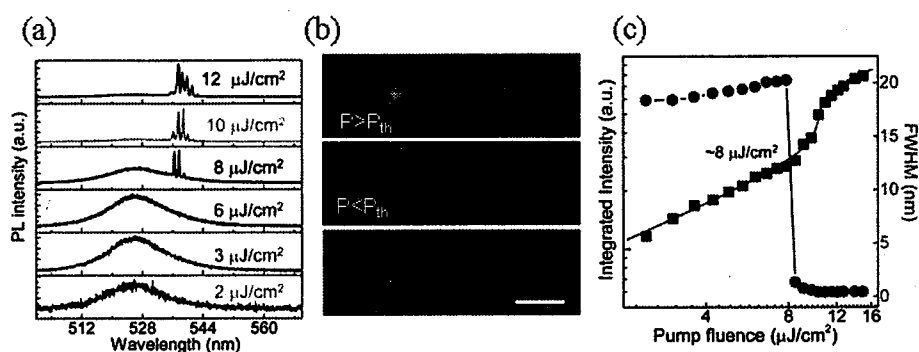 (a)
(b)
(c)
12 μJ/cm²
10 μJ/cm²
8 μJ/cm²
6 μJ/cm²
3 μJ/cm²
2 μJ/cm²
PL intensity (a.u.)
512 528 544 560
Wavelength (nm)
P>Pth
P<Pth
~8 μJ/cm²
Integrated Intensity (a.u.)
20
15
10
5
0
FWHM (nm)
4 8 12 16
Pump fluence (μJ/cm²)